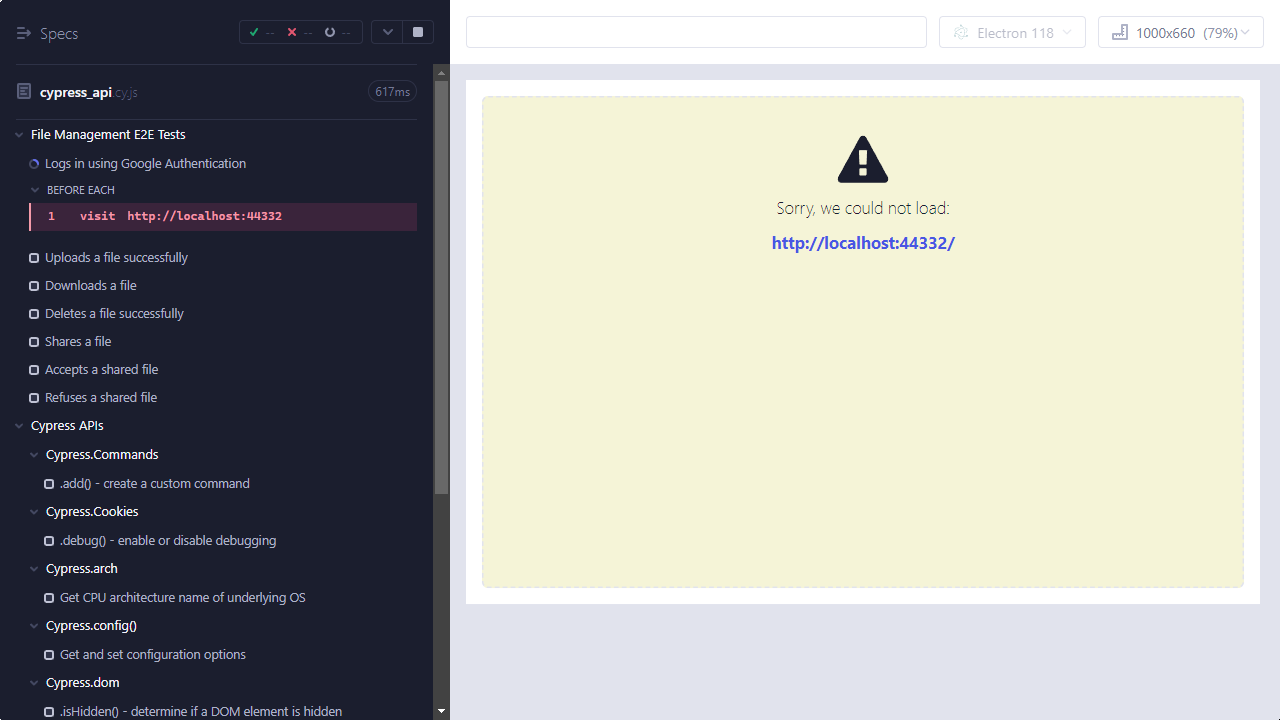 Specs
-- -- --
Electron 118
1000x660 (79%)
cypress_api.cy.js
617ms
File Management E2E Tests
Logs in using Google Authentication
BEFORE EACH
1 visit http://localhost:44332
Uploads a file successfully
Downloads a file
Deletes a file successfully
Shares a file
Accepts a shared file
Refuses a shared file
Cypress APIs
Cypress.Commands
.add() - create a custom command
Cypress.Cookies
.debug() - enable or disable debugging
Cypress.arch
Get CPU architecture name of underlying OS
Cypress.config()
Get and set configuration options
Cypress.dom
.isHidden() - determine if a DOM element is hidden
Sorry, we could not load:
http://localhost:44332/